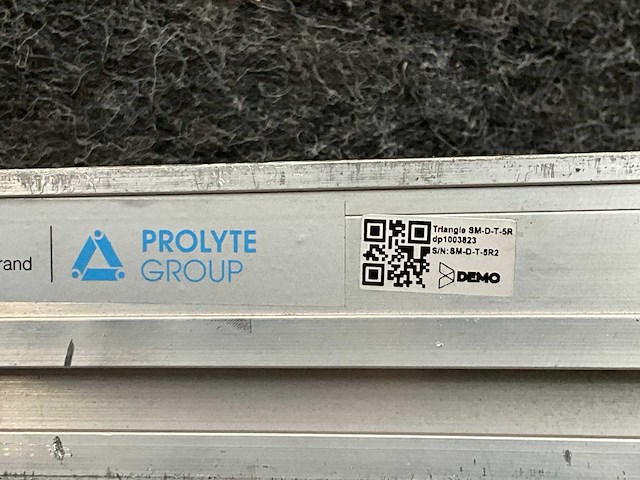 rand
PROLYTE
GROUP
Triangle SM-D-T-5R
dp1003823
S/N: SM-D-T-5R2
DEMO